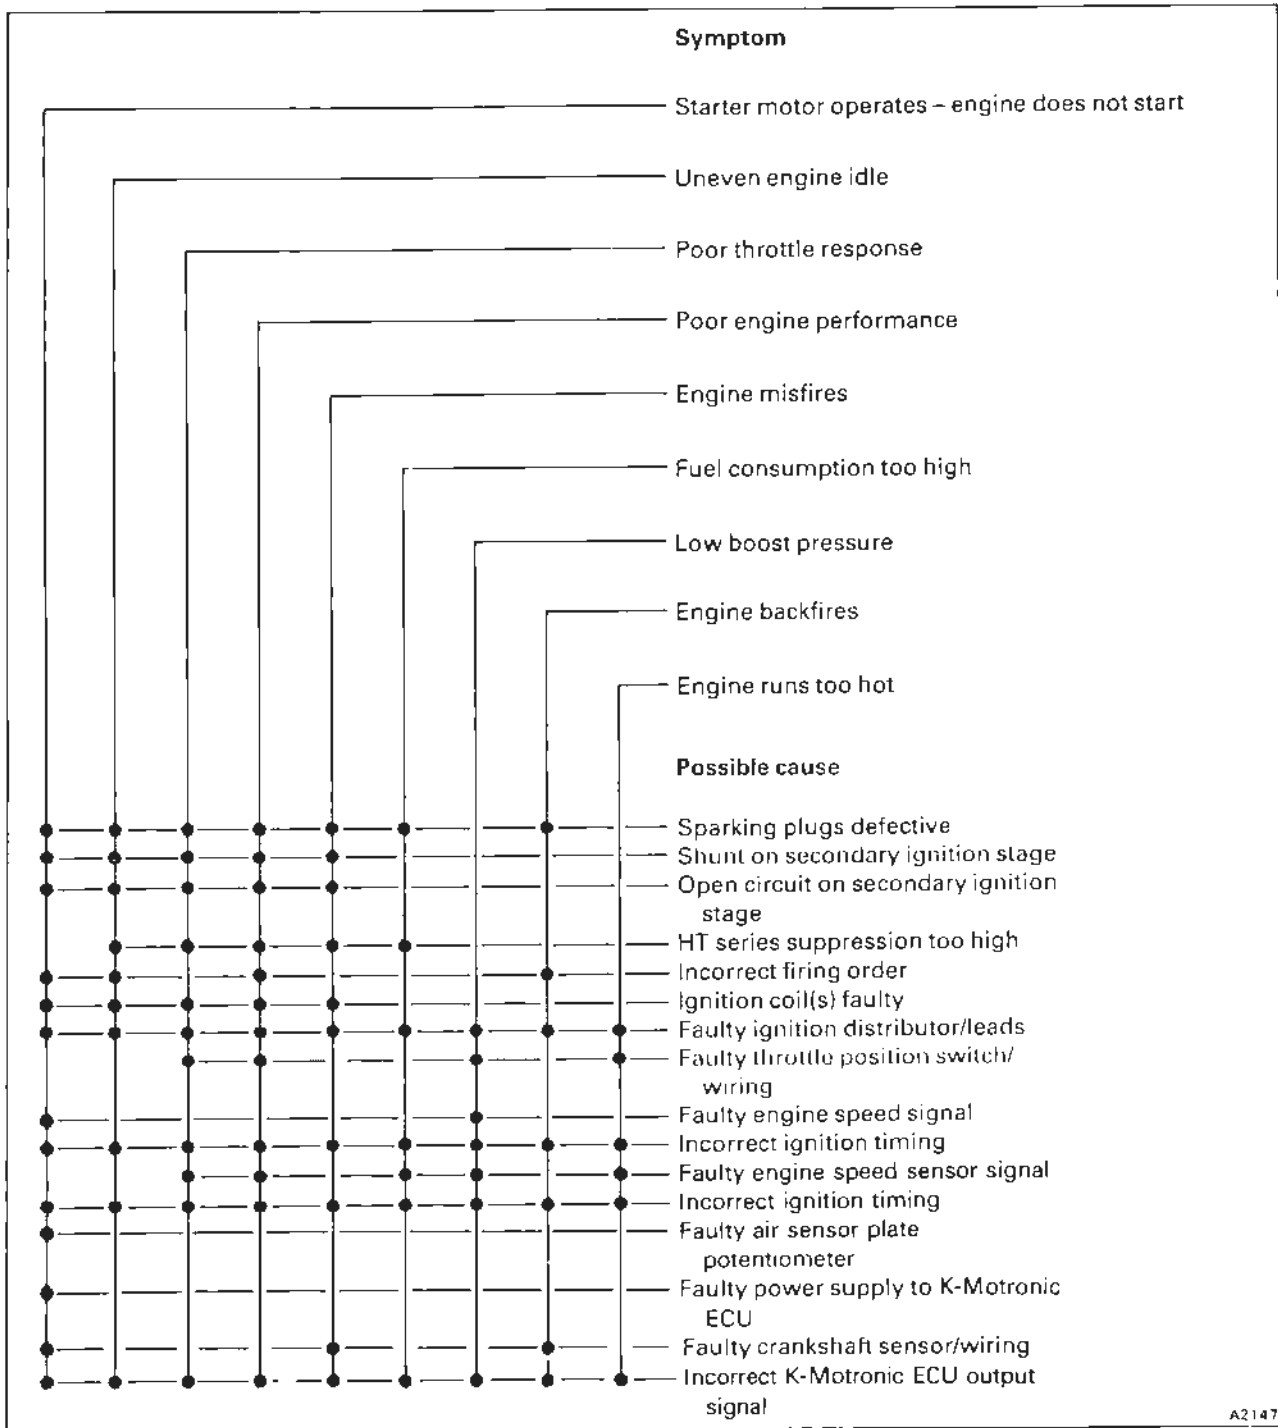 Symptom
Starter motor operates – engine does not start
Uneven engine idle
Poor throttle response
Poor engine performance
Engine misfires
Fuel consumption too high
Low boost pressure
Engine backfires
Engine runs too hot
Possible cause
Sparking plugs defective
Shunt on secondary ignition stage
Open circuit on secondary ignition
stage
HT series suppression too high
Incorrect firing order
Ignition coil(s) faulty
Faulty ignition distributor/leads
Faulty throttle position switch/
wiring
Faulty engine speed signal
Incorrect ignition timing
Faulty engine speed sensor signal
Incorrect ignition timing
Faulty air sensor plate
potentiometer
Faulty power supply to K-Motronic
ECU
Faulty crankshaft sensor/wiring
Incorrect K-Motronic ECU output
signal
A2147